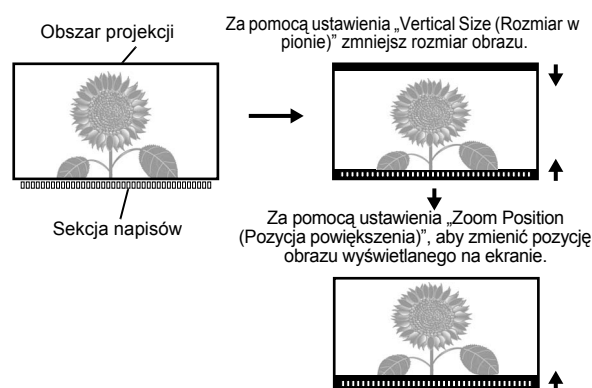 Obszar projekcji
Za pomocą ustawienia „Vertical Size (Rozmiar w
pionie)” zmniejsz rozmiar obrazu.
Sekcja napisów
Za pomocą ustawienia „Zoom Position
(Pozycja powiększenia)”, aby zmienić pozycję
obrazu wyświetlanego na ekranie.